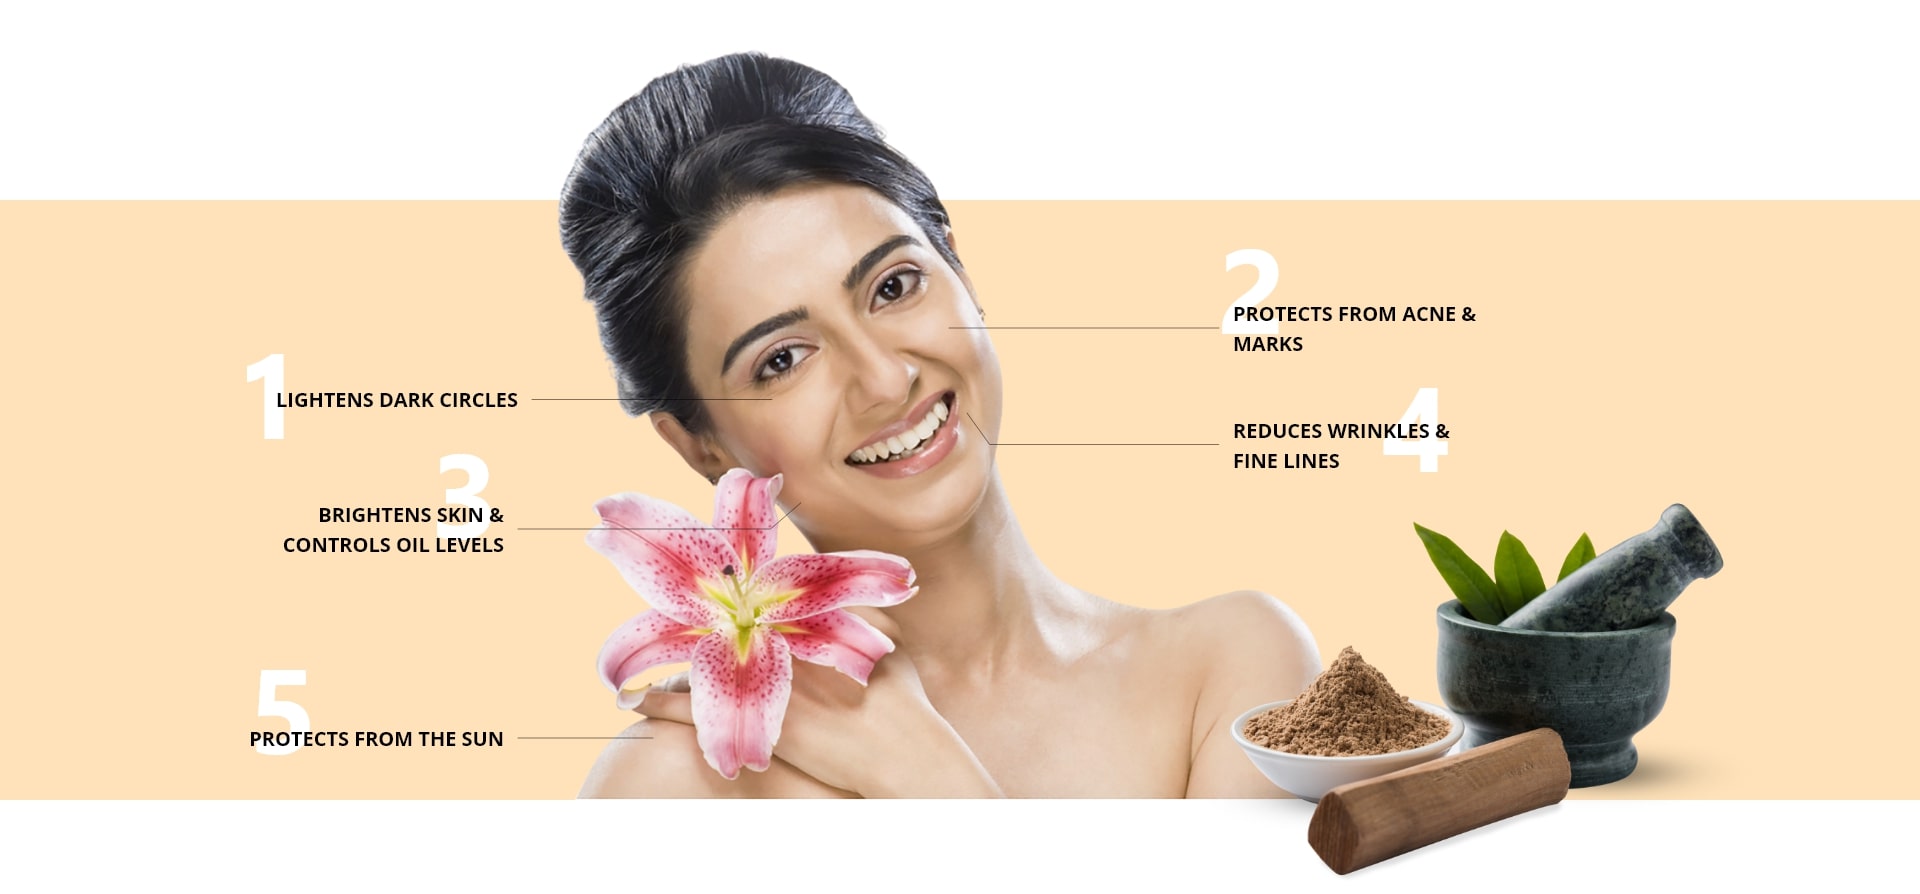 1
LIGHTENS DARK CIRCLES
2
PROTECTS FROM ACNE &
MARKS
3
BRIGHTENS SKIN &
CONTROLS OIL LEVELS
4
REDUCES WRINKLES &
FINE LINES
5
PROTECTS FROM THE SUN